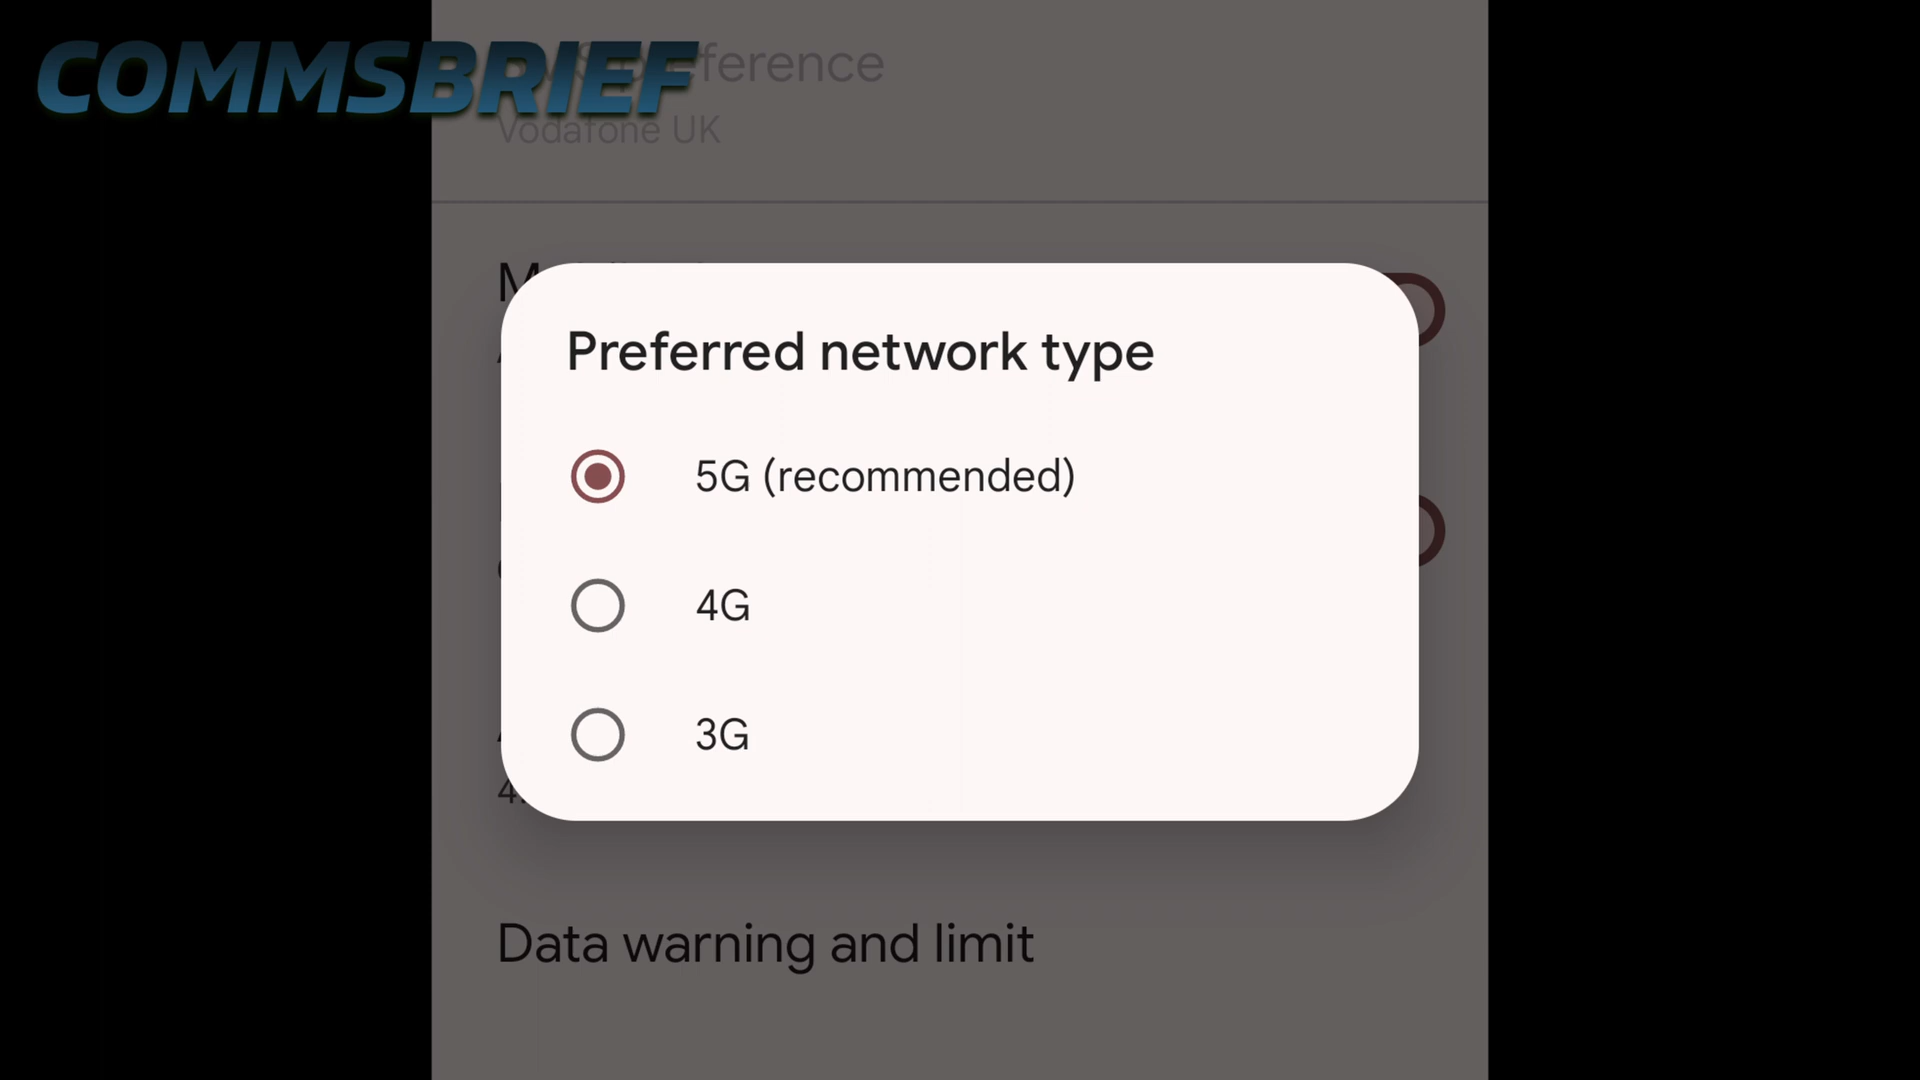 COMMSBRIEF
Vodafone UK
Preferred network type
5G (recommended)
4G
3G
Data warning and limit